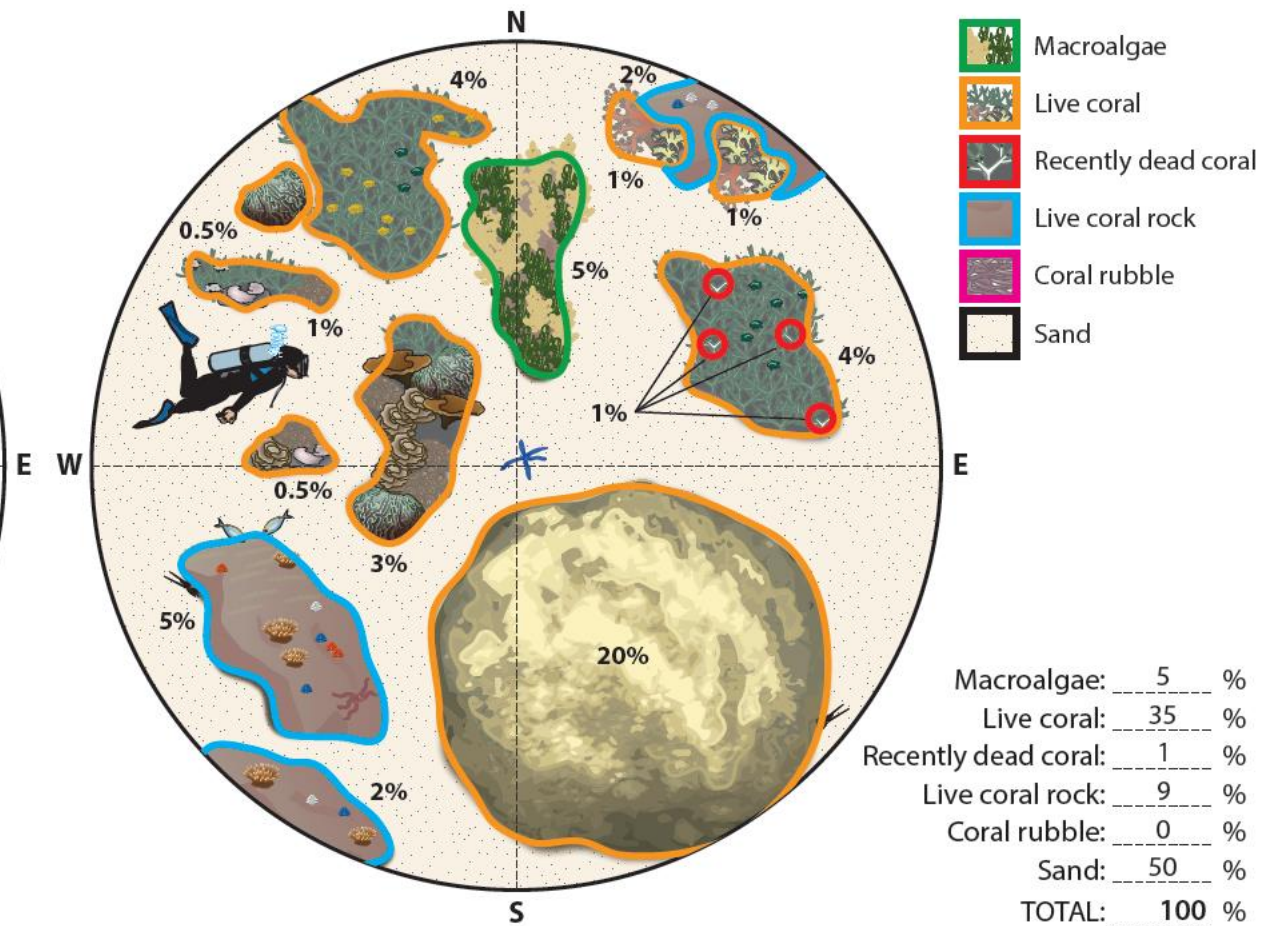 N
4%
2%
1%
1%
0.5%
5%
1%
4%
1%
E
W
E
0.5%
3%
5%
20%
2%
S
Macroalgae
Live coral
Recently dead coral
Live coral rock
Coral rubble
Sand
Macroalgae: 5 %
Live coral: 35 %
Recently dead coral: 1 %
Live coral rock: 9 %
Coral rubble: 0 %
Sand: 50 %
TOTAL: 100 %